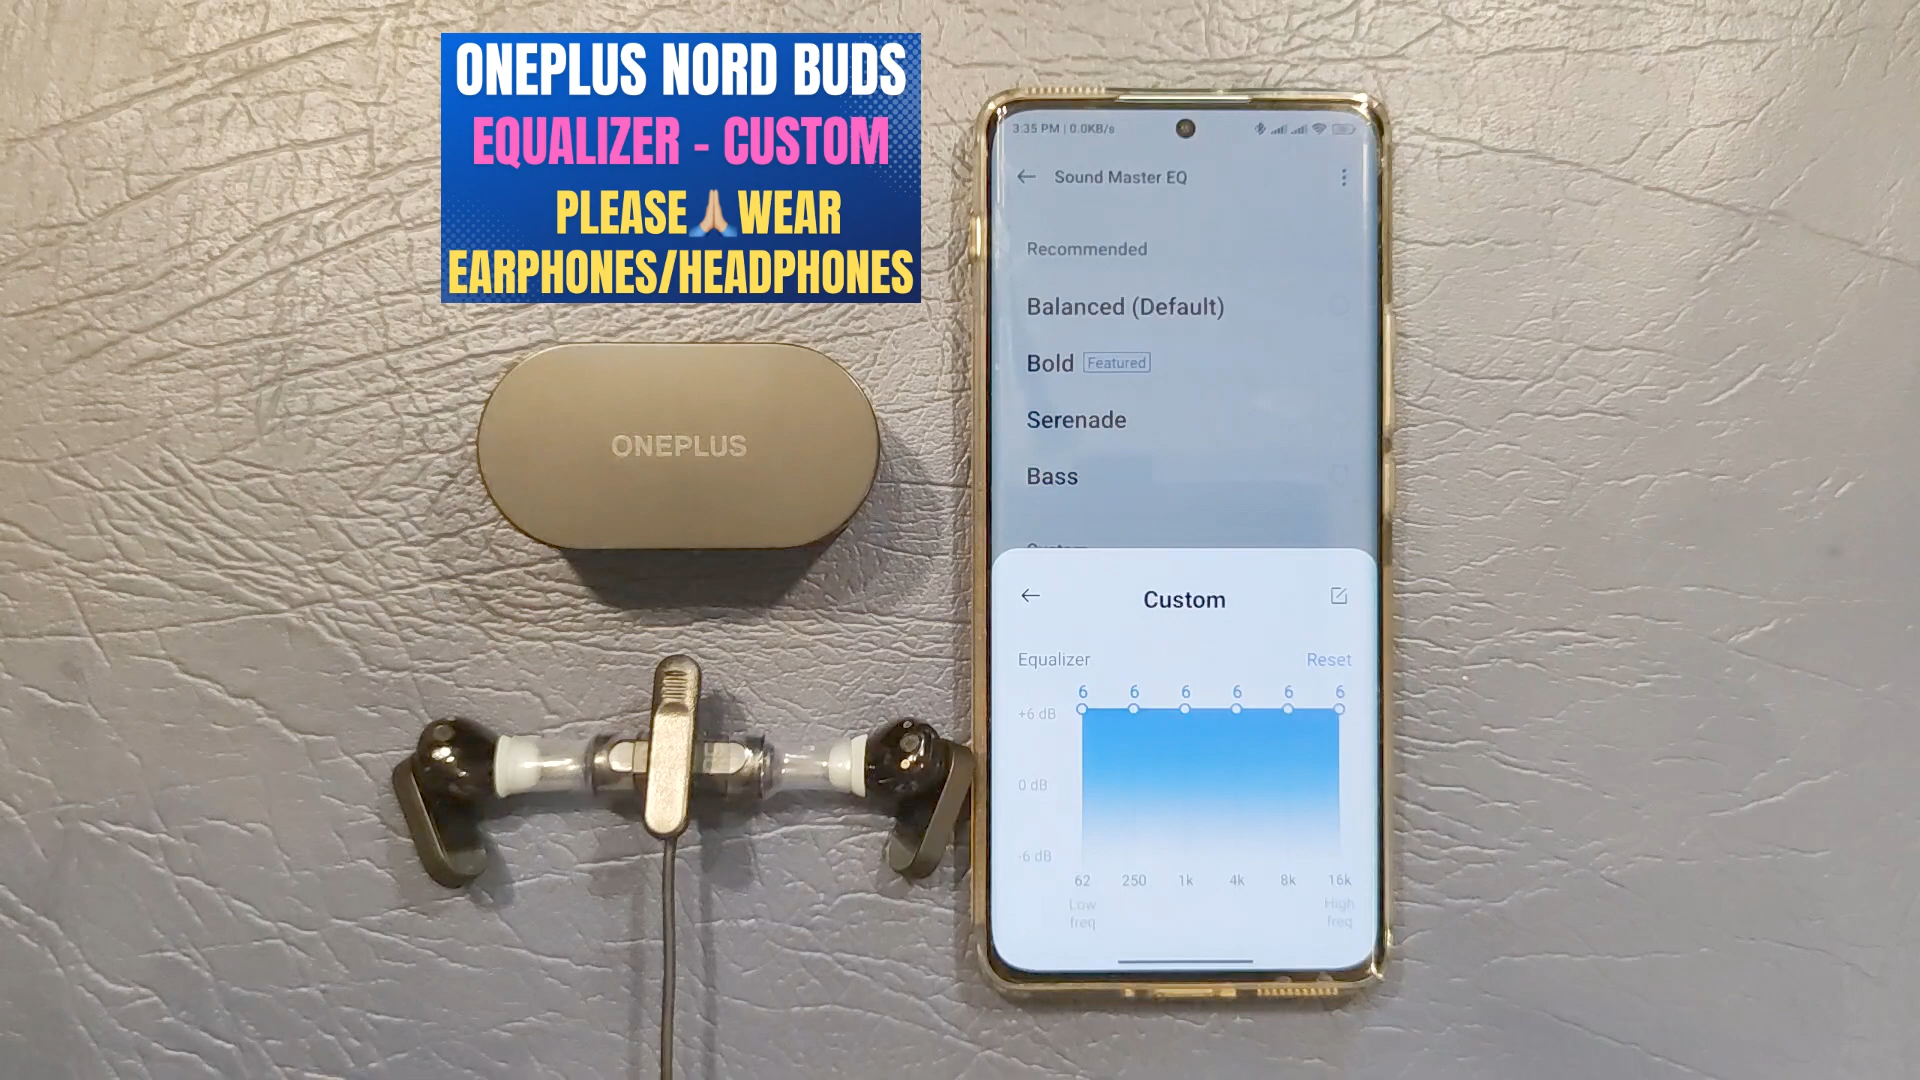 ONEPLUS NORD BUDS
EQUALIZER - CUSTOM
PLEASE🙏🏻WEAR
EARPHONES/HEADPHONES
ONEPLUS
3:35 PM | 0.0KB/s
Sound Master EQ
Recommended
Balanced (Default)
Bold Featured
Serenade
Bass
Custom
Custom
Equalizer Reset
6 6 6 6 6 6
+6 dB
0 dB
-6 dB
62 250 1k 4k 8k 16k
Low freq High freq